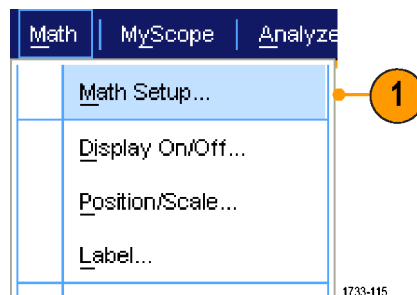 Math | MyScope | Analyze
Math Setup...
1
Display On/Off...
Position/Scale...
Label...
1733-115